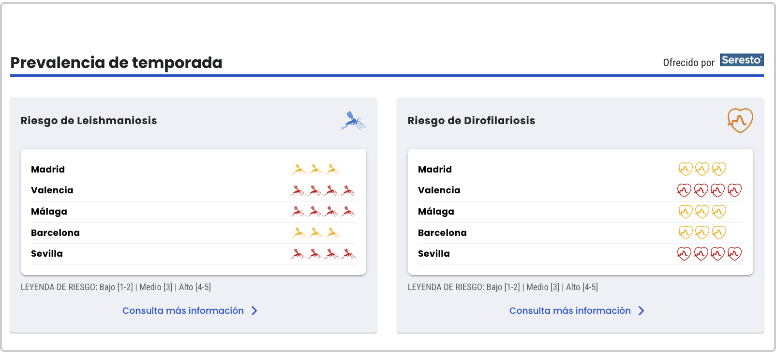 Prevalencia de temporada
Ofrecido por Seresto
Riesgo de Leishmaniosis
Madrid
Valencia
Málaga
Barcelona
Sevilla
LEYENDA DE RIESGO: Bajo [1-2] | Medio [3] | Alto [4-5]
Consulta más información
Riesgo de Dirofilariosis
Madrid
Valencia
Málaga
Barcelona
Sevilla
LEYENDA DE RIESGO: Bajo [1-2] | Medio [3] | Alto [4-5]
Consulta más información